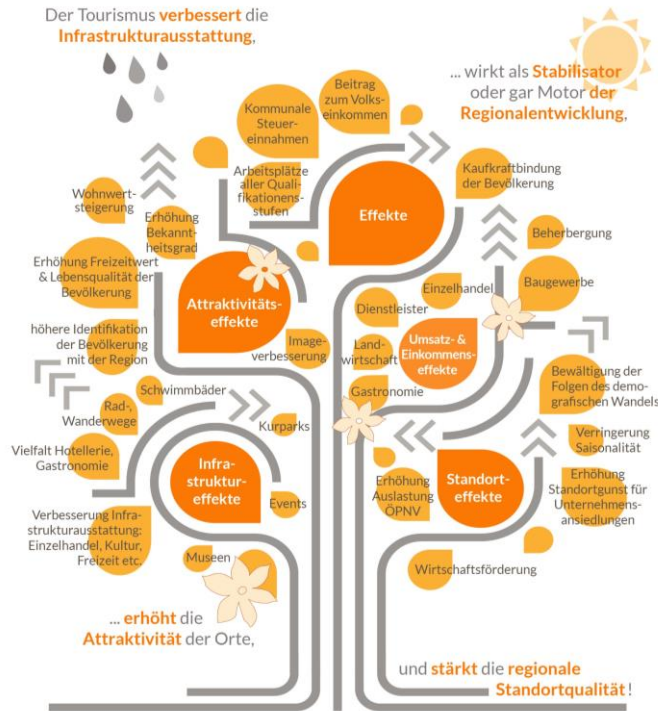 Der Tourismus verbessert die
Infrastrukturausstattung,
... wirkt als Stabilisator
oder gar Motor der
Regionalentwicklung,
Beitrag
zum Volks-
einkommen
Kommunale
Steuer-
einnahmen
Arbeitsplätze
aller Quali-
fikationens-
stufen
Effekte
Kaufkraftbindung
der Bevölkerung
Wohnwert-
steigerung
Erhöhung
Bekannt-
heitsgrad
Erhöhung Freizeitwert
& Lebensqualität der
Bevölkerung
Attraktivitäts-
effekte
höhere Identifikation
der Bevölkerung
mit der Region
Image-
verbesserung
Beherbergung
Einzelhandel
Baugewerbe
Dienstleister
Umsatz- &
Einkommens-
effekte
Land-
wirtschaft
Gastronomie
Bewältigung der
Folgen des demo-
grafischen Wandels
Schwimmbäder
Rad-,
Wanderwege
Kurparks
Vielfalt Hotellerie,
Gastronomie
Infra-
struktur-
effekte
Events
Verbesserung Infra-
strukturausstattung:
Einzelhandel, Kultur,
Freizeit etc.
Museen
Verringerung
Saisonalität
Erhöhung
Auslastung
ÖPNV
Standort-
effekte
Erhöhung
Standortgunst für
Unternehmens-
ansiedlungen
Wirtschaftsförderung
... erhöht die
Attraktivität der Orte,
und stärkt die regionale
Standortqualität!